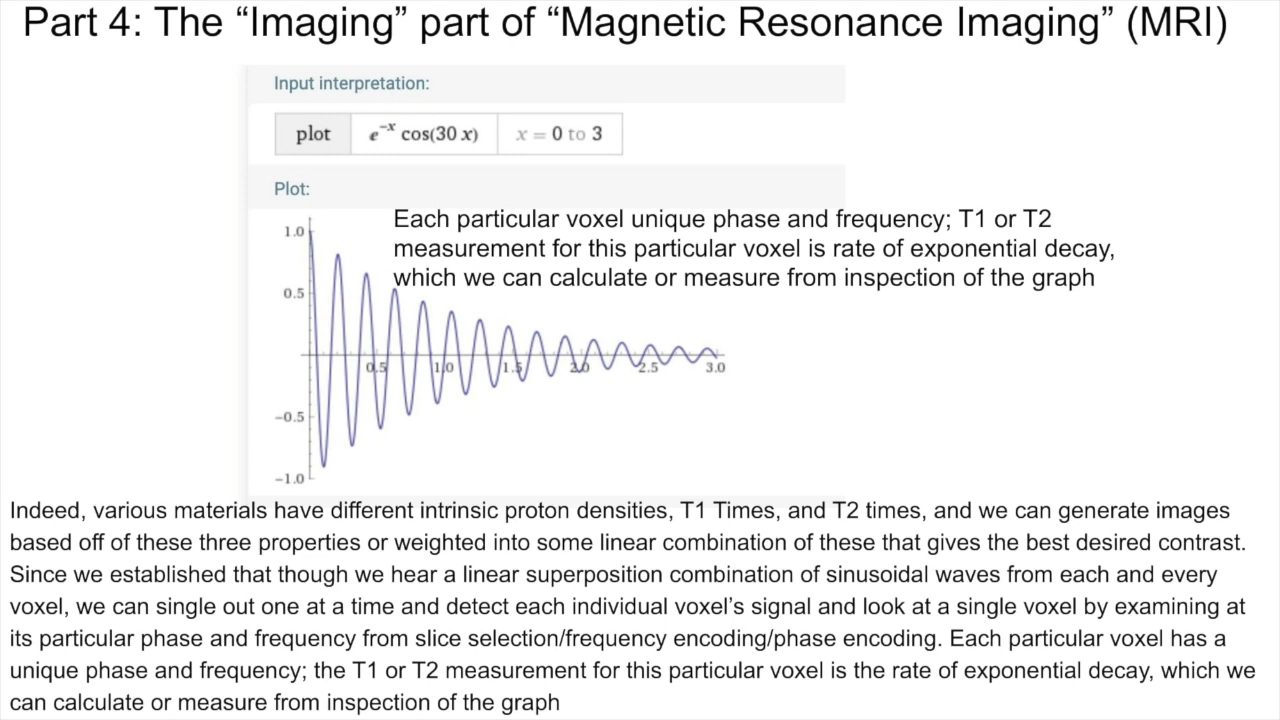 Part 4: The “Imaging” part of “Magnetic Resonance Imaging” (MRI)
Input interpretation:
plot e^-x cos(30 x) x = 0 to 3
Plot:
Each particular voxel unique phase and frequency; T1 or T2
measurement for this particular voxel is rate of exponential decay,
which we can calculate or measure from inspection of the graph
1.0
0.5
0.5 1.0 1.5 2.0 2.5 3.0
−0.5
−1.0
Indeed, various materials have different intrinsic proton densities, T1 Times, and T2 times, and we can generate images
based off of these three properties or weighted into some linear combination of these that gives the best desired contrast.
Since we established that though we hear a linear superposition combination of sinusoidal waves from each and every
voxel, we can single out one at a time and detect each individual voxel’s signal and look at a single voxel by examining at
its particular phase and frequency from slice selection/frequency encoding/phase encoding. Each particular voxel has a
unique phase and frequency; the T1 or T2 measurement for this particular voxel is the rate of exponential decay, which we
can calculate or measure from inspection of the graph